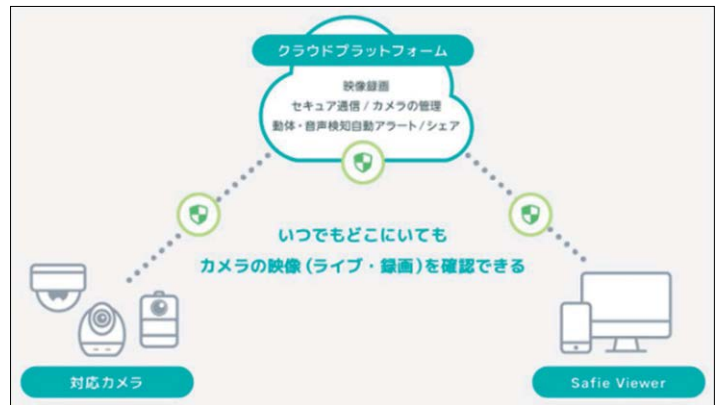 クラウドプラットフォーム
映像録画
セキュア通信 / カメラの管理
動体・音声検知自動アラート/シェア
いつでもどこにいても
カメラの映像(ライブ・録画)を確認できる
対応カメラ
Safie Viewer